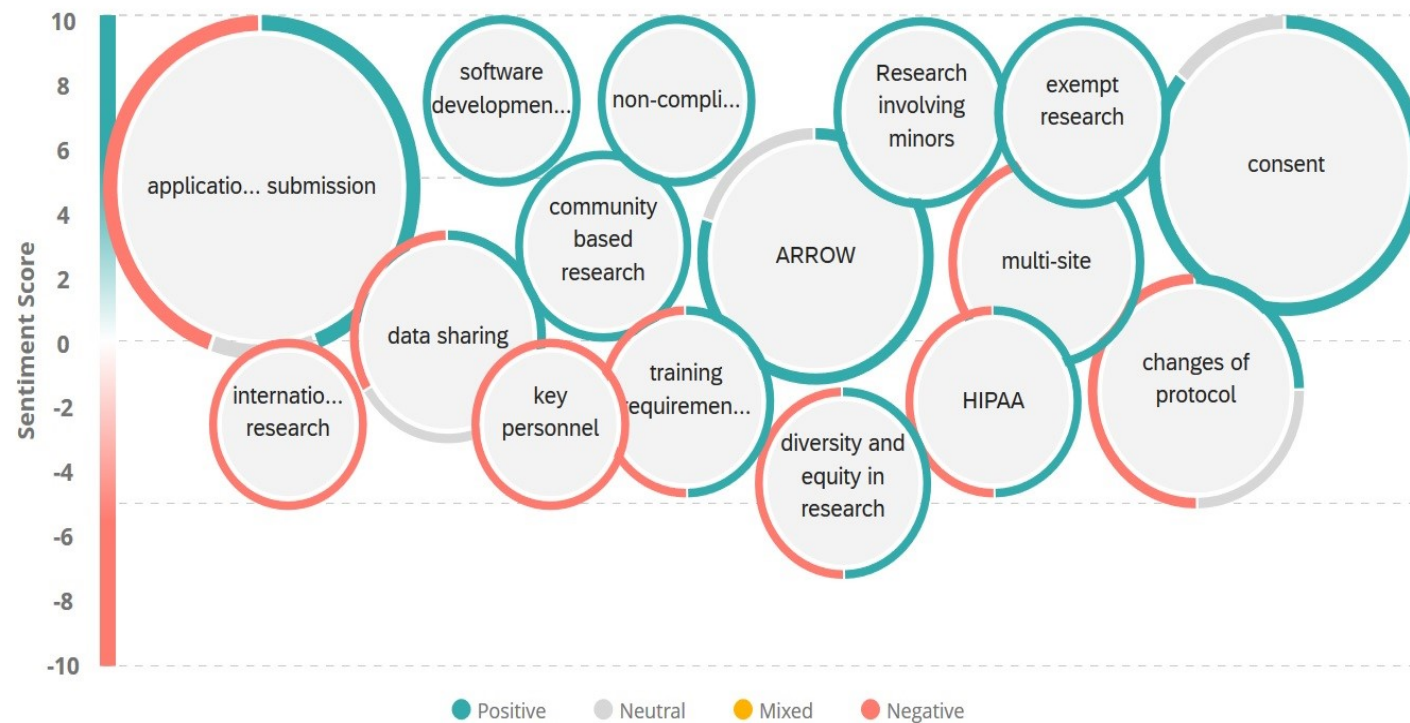 10
8
6
4
2
0
-2
-4
-6
-8
-10
Sentiment Score
applicatio... submission
software
developmen...
non-compli...
Research
involving
minors
exempt
research
consent
community
based
research
ARROW
multi-site
data sharing
internatio...
research
key
personnel
training
requiremen...
HIPAA
changes of
protocol
diversity and
equity in
research
Positive
Neutral
Mixed
Negative